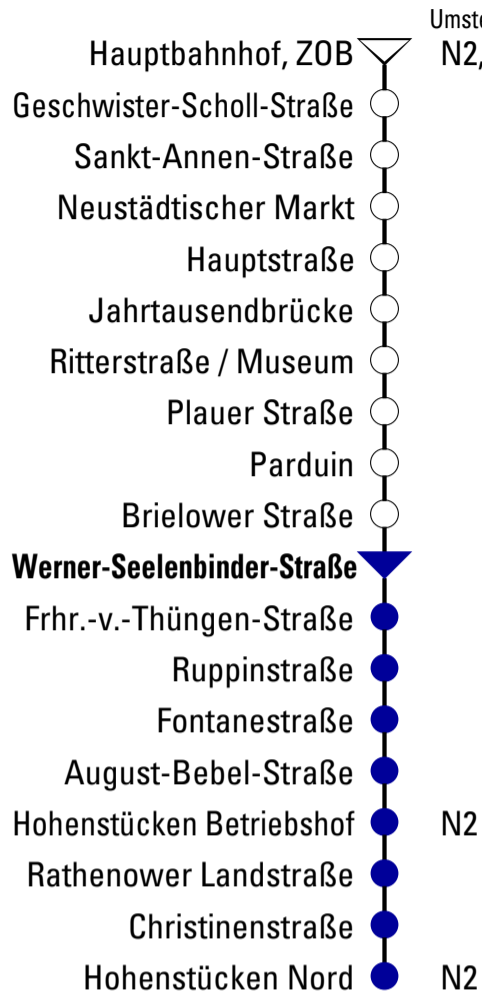 Umst
Hauptbahnhof, ZOB N2,
Geschwister-Scholl-Straße
Sankt-Annen-Straße
Neustädtischer Markt
Hauptstraße
Jahrtausendbrücke
Ritterstraße / Museum
Plauer Straße
Parduin
Brielower Straße
Werner-Seelenbinder-Straße
Frhr.-v.-Thüngen-Straße
Ruppinstraße
Fontanestraße
August-Bebel-Straße
Hohenstücken Betriebshof N2
Rathenower Landstraße
Christinenstraße
Hohenstücken Nord N2